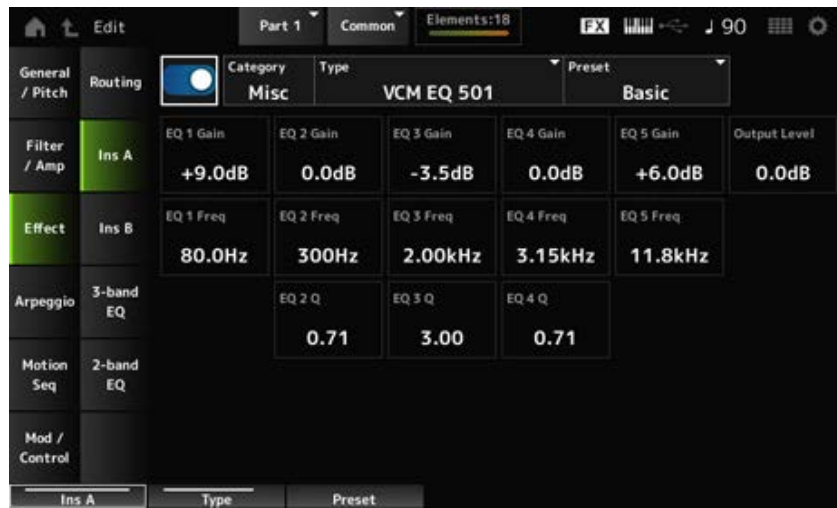 Edit
Part 1
Common
Elements:18
FX
♩ 90
General / Pitch
Routing
Category
Misc
Type
VCM EQ 501
Preset
Basic
Filter / Amp
Ins A
EQ 1 Gain
+9.0dB
EQ 2 Gain
0.0dB
EQ 3 Gain
-3.5dB
EQ 4 Gain
0.0dB
EQ 5 Gain
+6.0dB
Output Level
0.0dB
Effect
Ins B
EQ 1 Freq
80.0Hz
EQ 2 Freq
300Hz
EQ 3 Freq
2.00kHz
EQ 4 Freq
3.15kHz
EQ 5 Freq
11.8kHz
Arpeggio
3-band EQ
EQ 2 Q
0.71
EQ 3 Q
3.00
EQ 4 Q
0.71
Motion Seq
2-band EQ
Mod / Control
Ins A
Type
Preset